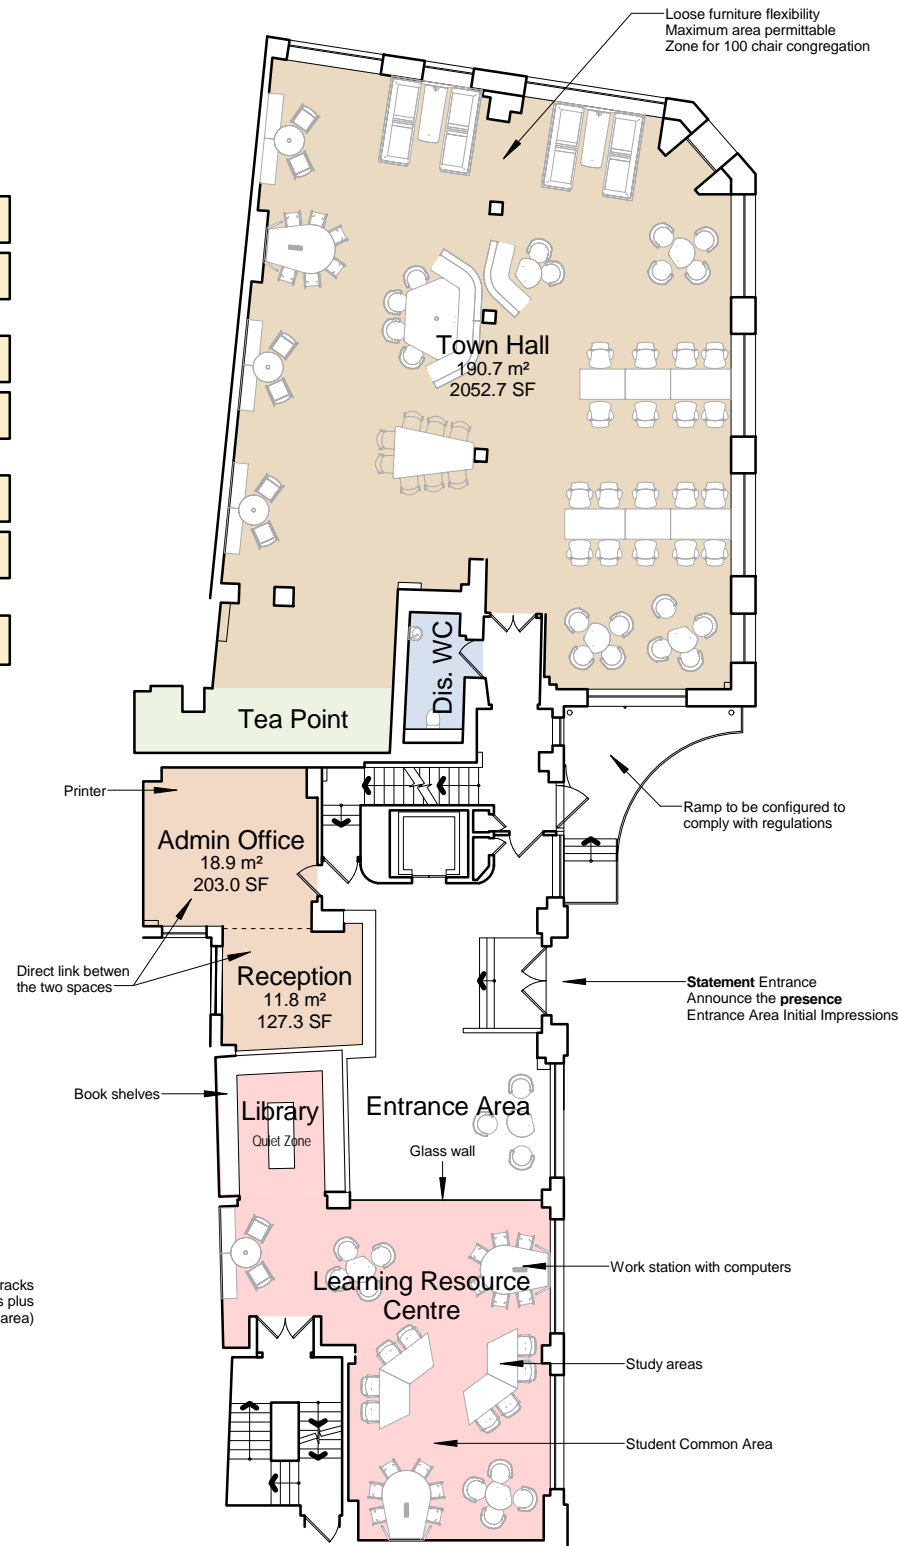 Loose furniture flexibility
Maximum area permittable
Zone for 100 chair congregation
Town Hall
190.7 m²
2052.7 SF
Dis. WC
Tea Point
Printer
Admin Office
18.9 m²
203.0 SF
Ramp to be configured to
comply with regulations
Direct link betwen
the two spaces
Reception
11.8 m²
127.3 SF
Statement Entrance
Announce the presence
Entrance Area Initial Impressions
Book shelves
Library
Quiet Zone
Entrance Area
Glass wall
Work station with computers
Learning Resource
Centre
racks
s plus
area)
Study areas
Student Common Area